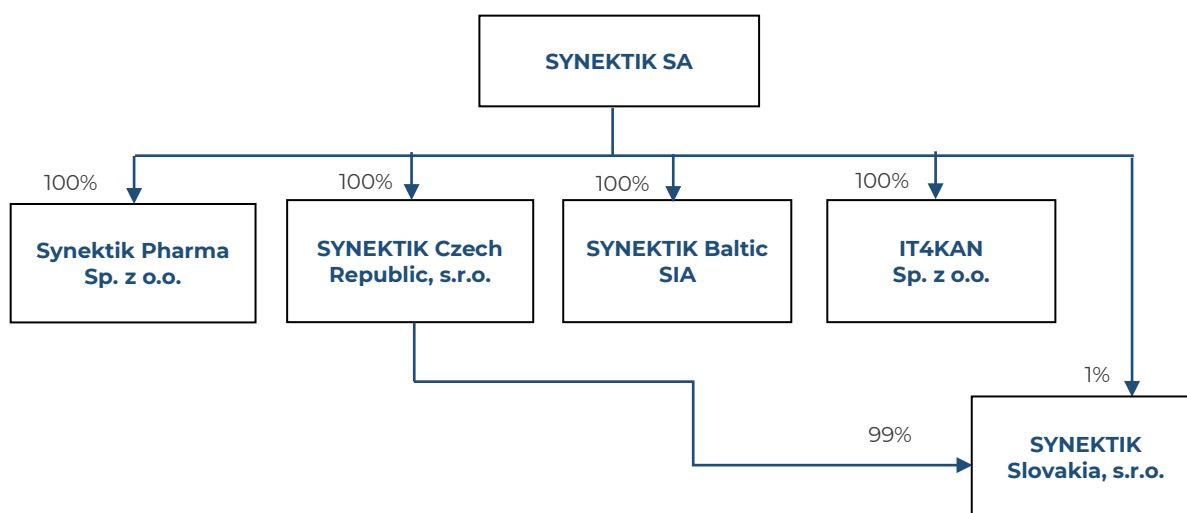 SYNEKTIK SA
100%
100%
100%
100%
Synektik Pharma
Sp. z o.o.
SYNEKTIK Czech
Republic, s.r.o.
SYNEKTIK Baltic
SIA
IT4KAN
Sp. z o.o.
1%
99%
SYNEKTIK
Slovakia, s.r.o.